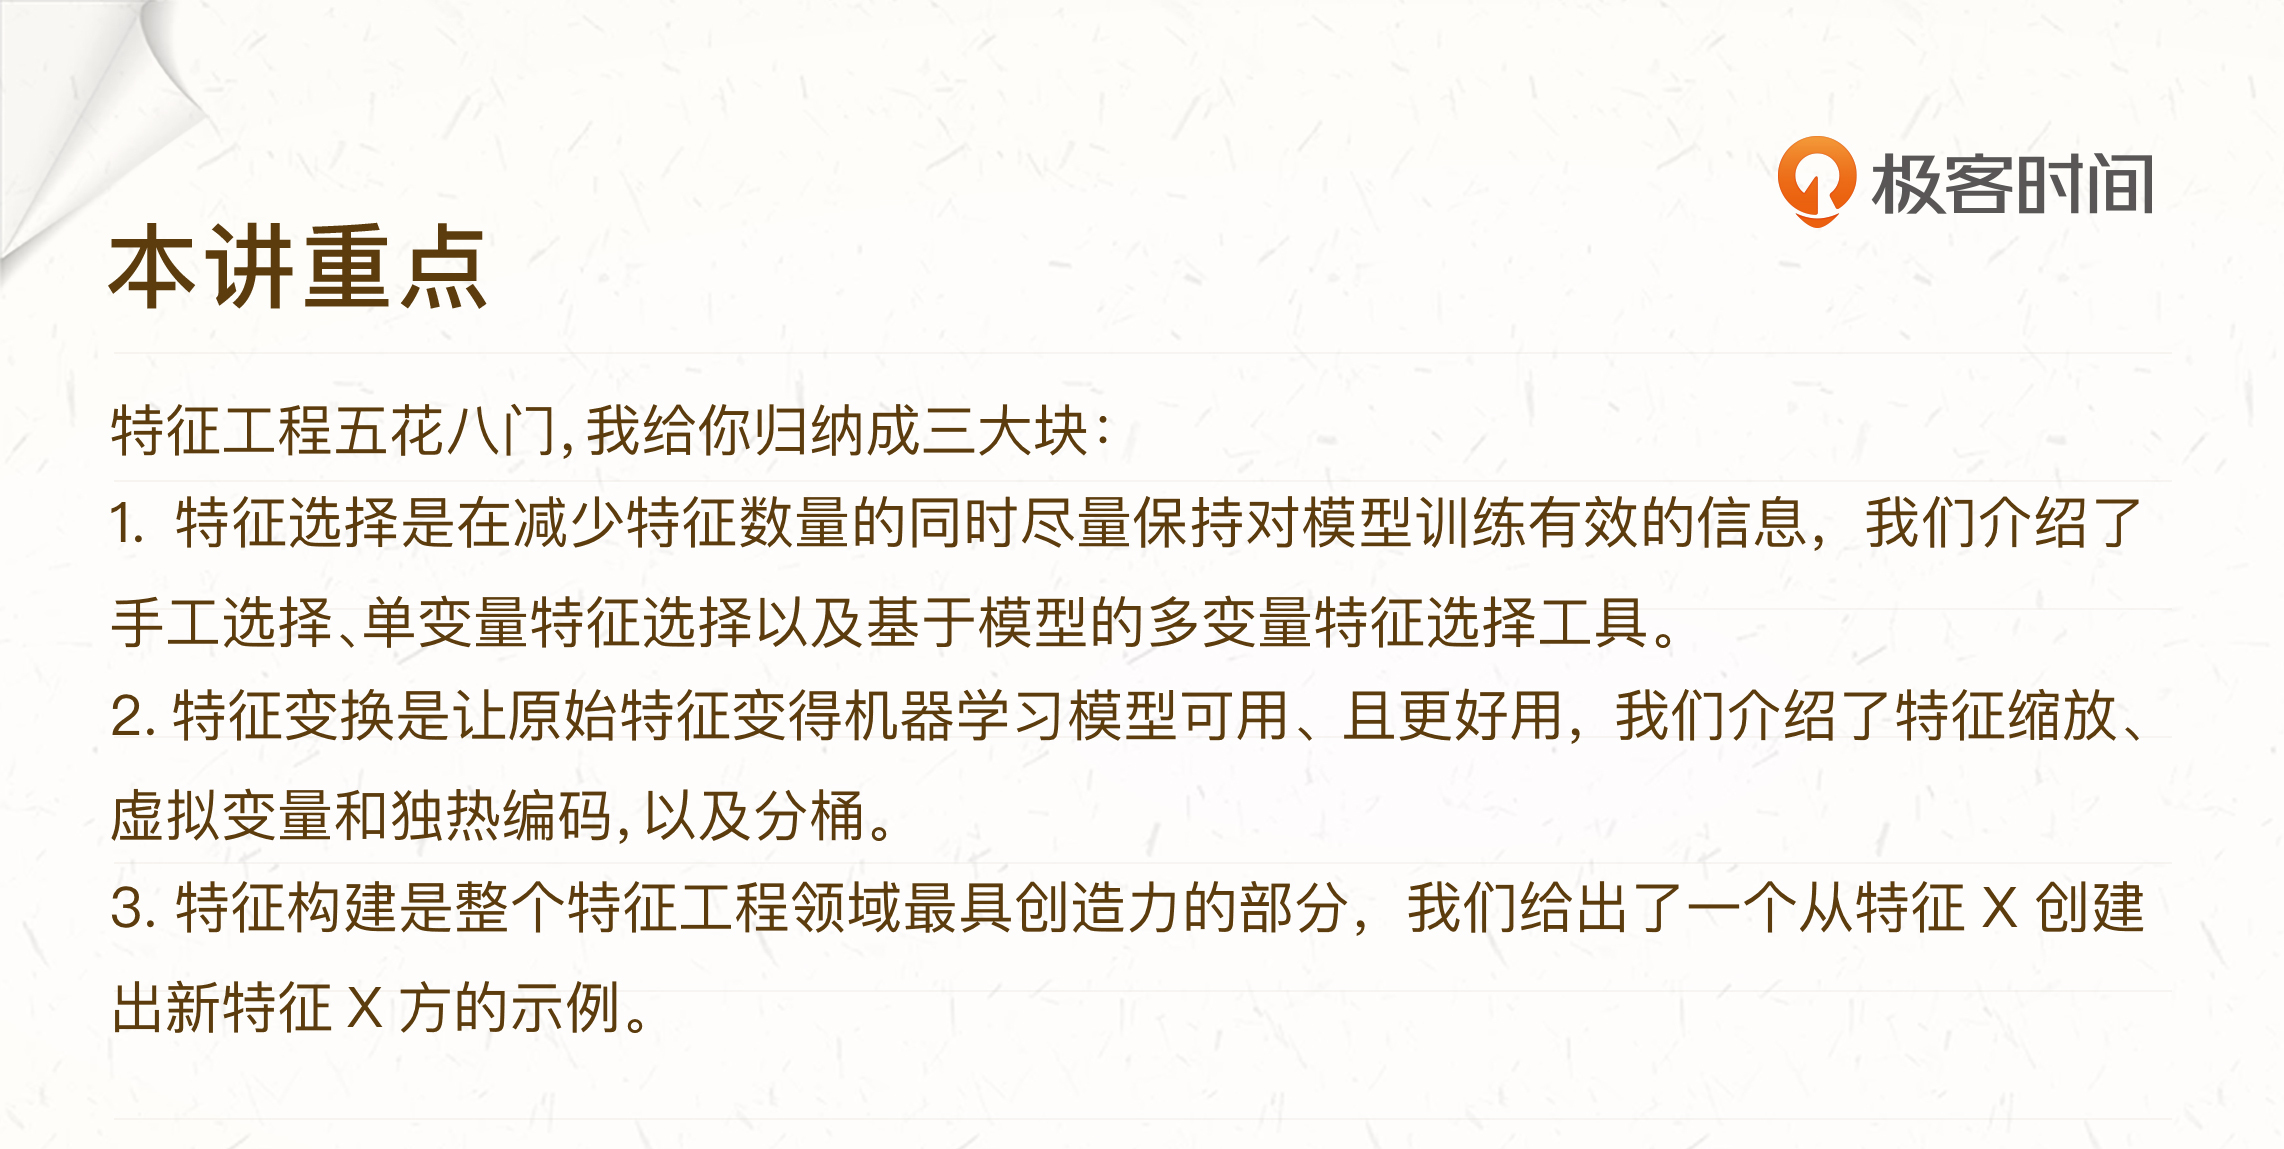 极客时间
本讲重点
特征工程五花八门,我给你归纳成三大块:
1. 特征选择是在减少特征数量的同时尽量保持对模型训练有效的信息，我们介绍了
手工选择、单变量特征选择以及基于模型的多变量特征选择工具。
2. 特征变换是让原始特征变得机器学习模型可用、且更好用，我们介绍了特征缩放、
虚拟变量和独热编码,以及分桶。
3. 特征构建是整个特征工程领域最具创造力的部分，我们给出了一个从特征 X 创建
出新特征 X 方的示例。